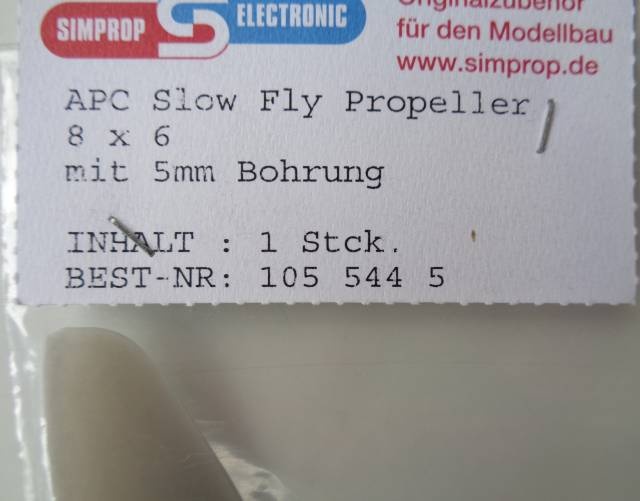 SIMPROP
ELECTRONIC
Originalzubehör
für den Modellbau
www.simprop.de
APC Slow Fly Propeller
8 x 6
mit 5mm Bohrung
INHALT : 1 Stck.
BEST-NR: 105 544 5